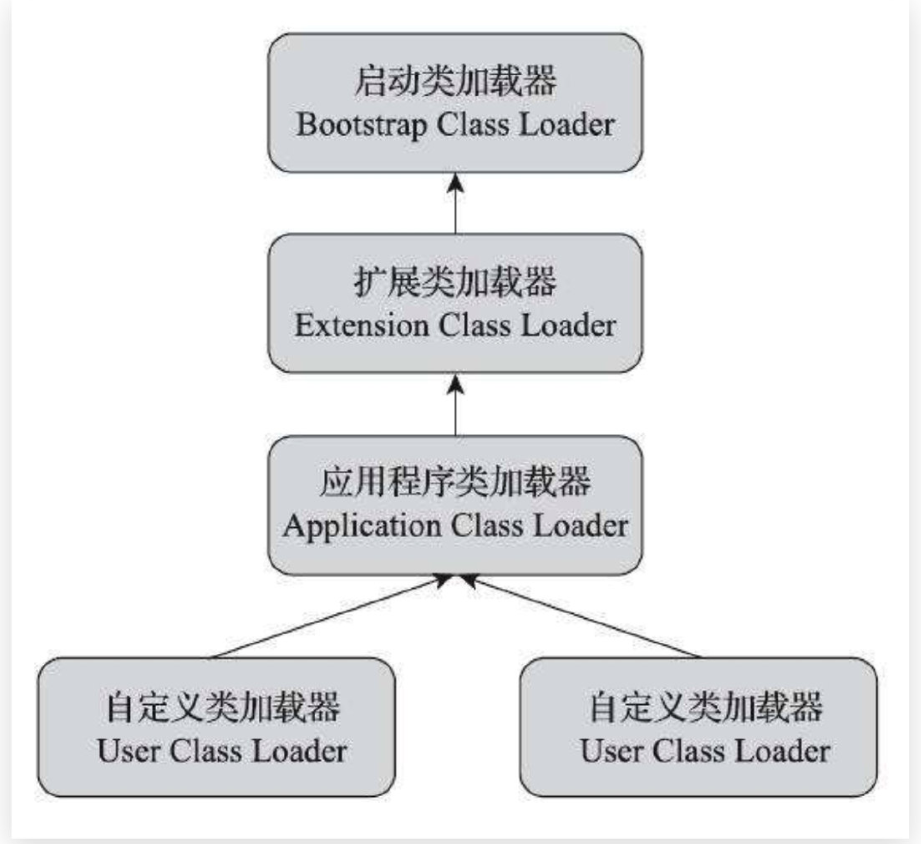 启动类加载器
Bootstrap Class Loader
扩展类加载器
Extension Class Loader
应用程序类加载器
Application Class Loader
自定义类加载器
User Class Loader
自定义类加载器
User Class Loader